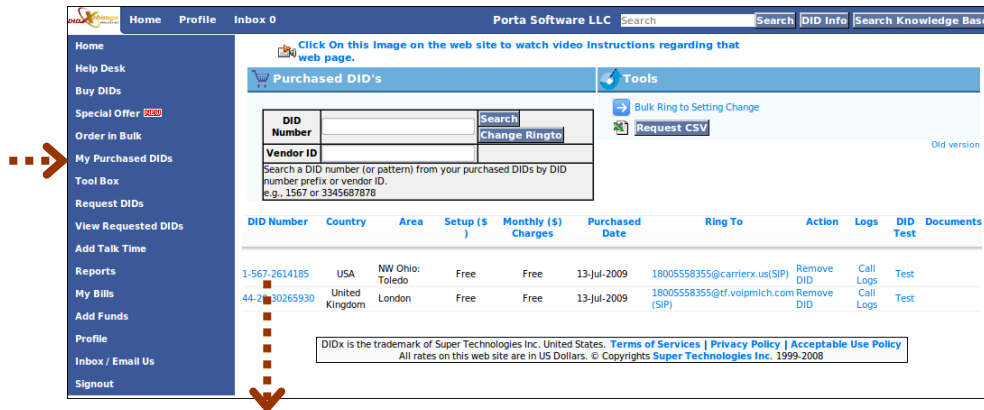 DIDXchange
Home Profile Inbox 0 Porta Software LLC Search Search DID Info Search Knowledge Base
Home
Help Desk
Buy DIDs
Special Offer NEW
Order in Bulk
My Purchased DIDs
Tool Box
Request DIDs
View Requested DIDs
Add Talk Time
Reports
My Bills
Add Funds
Profile
Inbox / Email Us
Signout
Click On this Image on the web site to watch video Instructions regarding that
web page.
Purchased DID's
DID
Number
Search
Change Ringto
Vendor ID
Search a DID number (or pattern) from your purchased DIDs by DID
number prefix or vendor ID.
e.g., 1567 or 3345687878
Tools
Bulk Ring to Setting Change
Request CSV
Old version
DID Number Country Area Setup ($ Monthly ($) Purchased Ring To Action Logs DID Documents
) Charges Date Test
1-567-2614185 USA NW Ohio: Toledo Free Free 13-Jul-2009 18005558355@carrierx.us(SIP) Remove DID Call Logs Test
44-20-30265930 United Kingdom London Free Free 13-Jul-2009 18005558355@tf.voipmich.com (SIP) Remove DID Call Logs Test
DIDx is the trademark of Super Technologies Inc. United States. Terms of Services | Privacy Policy | Acceptable Use Policy
All rates on this web site are in US Dollars. © Copyrights Super Technologies Inc. 1999-2008